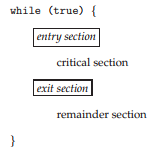 while (true) {
entry section
critical section
exit section
remainder section
}